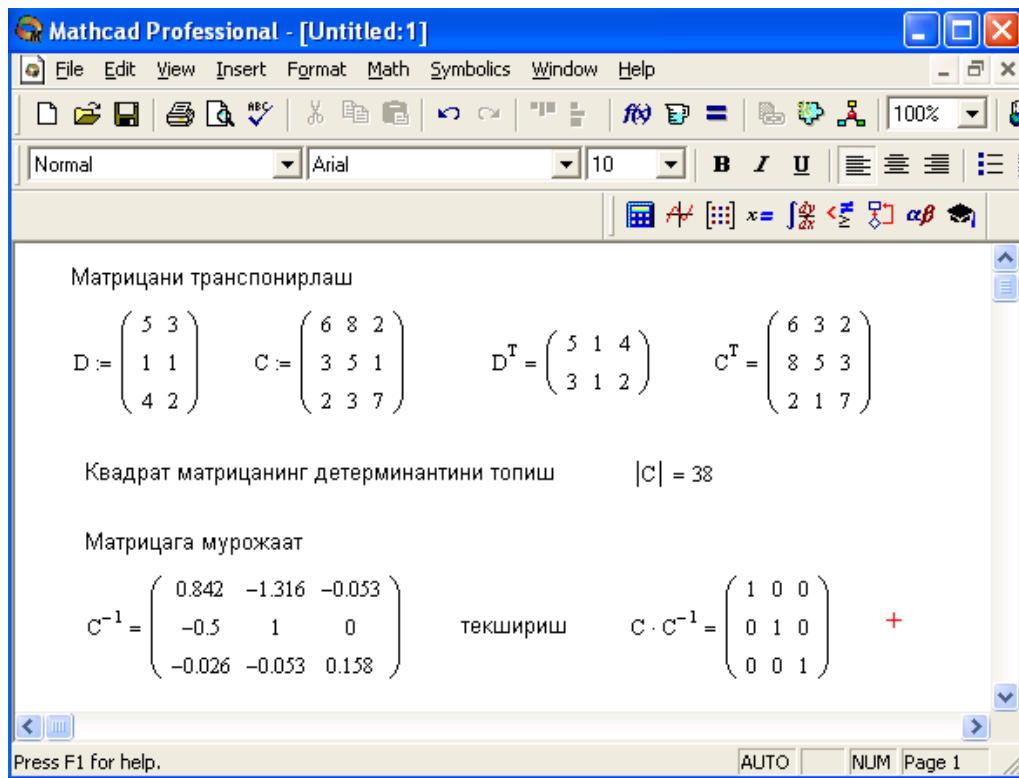 Mathcad Professional - [Untitled:1]
File Edit View Insert Format Math Symbolics Window Help
ABC f(x) = 100%
Normal Arial 10 B I U
x= ∫dy/dx <≠≥ αβ
Матрицани транспонирлаш
D := ( 5 3 ; 1 1 ; 4 2 ) C := ( 6 8 2 ; 3 5 1 ; 2 3 7 ) D^T = ( 5 1 4 ; 3 1 2 ) C^T = ( 6 3 2 ; 8 5 3 ; 2 1 7 )
Квадрат матрицанинг детерминантини топиш |C| = 38
Матрицага мурожаат
C^-1 = ( 0.842 −1.316 −0.053 ; −0.5 1 0 ; −0.026 −0.053 0.158 ) текшириш C · C^-1 = ( 1 0 0 ; 0 1 0 ; 0 0 1 ) +
Press F1 for help. AUTO NUM Page 1